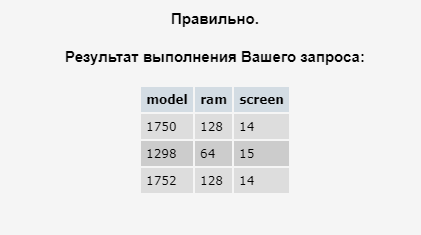 Правильно.
Результат выполнения Вашего запроса:
model ram screen
1750 128 14
1298 64 15
1752 128 14